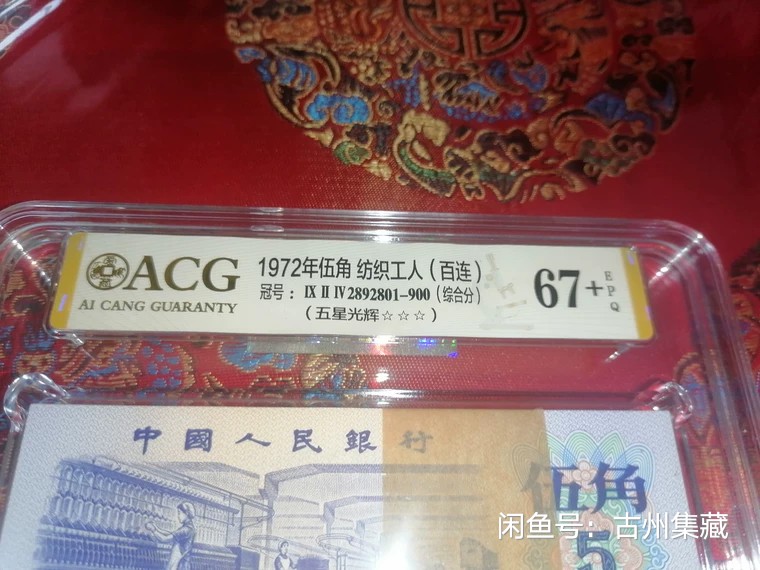 ACG
AI CANG GUARANTY
1972年伍角 纺织工人（百连）
冠号：IX II IV 2892801-900（综合分）
（五星光辉☆☆☆）
67+
EPQ
中國人民銀行
伍角
5
闲鱼号：古州集藏